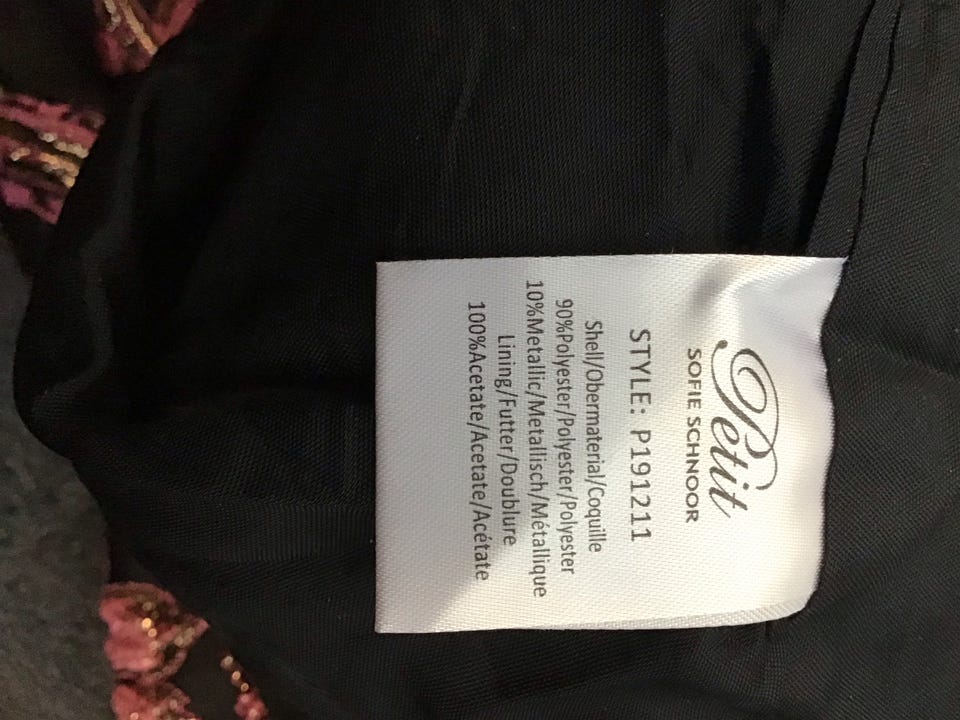 Petit
SOFIE SCHNOOR
STYLE: P191211
Shell/Obermaterial/Coquille
90%Polyester/Polyester/Polyester
10%Metallic/Metallisch/Métallique
Lining/Futter/Doublure
100%Acetate/Acetate/Acétate